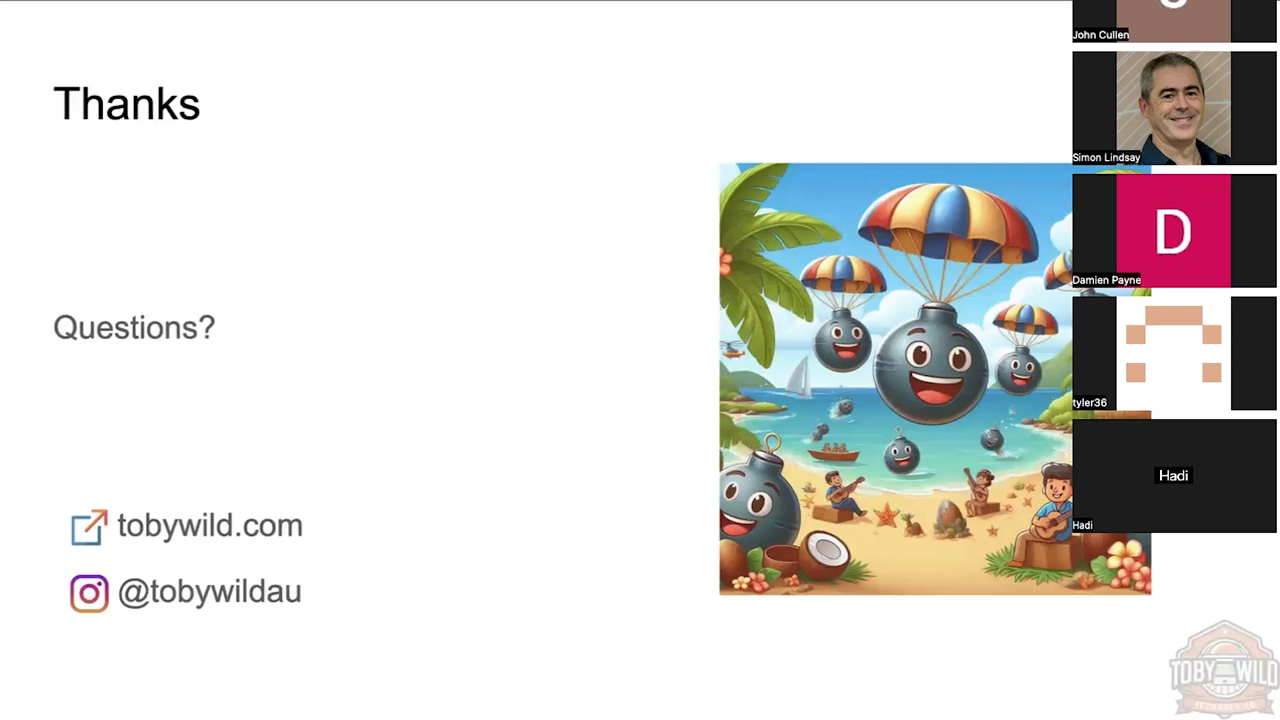 Thanks
Questions?
tobywild.com
@tobywildau
John Cullen
Simon Lindsay
D
Damien Payne
tyler36
Hadi
Hadi
TOBY WILD